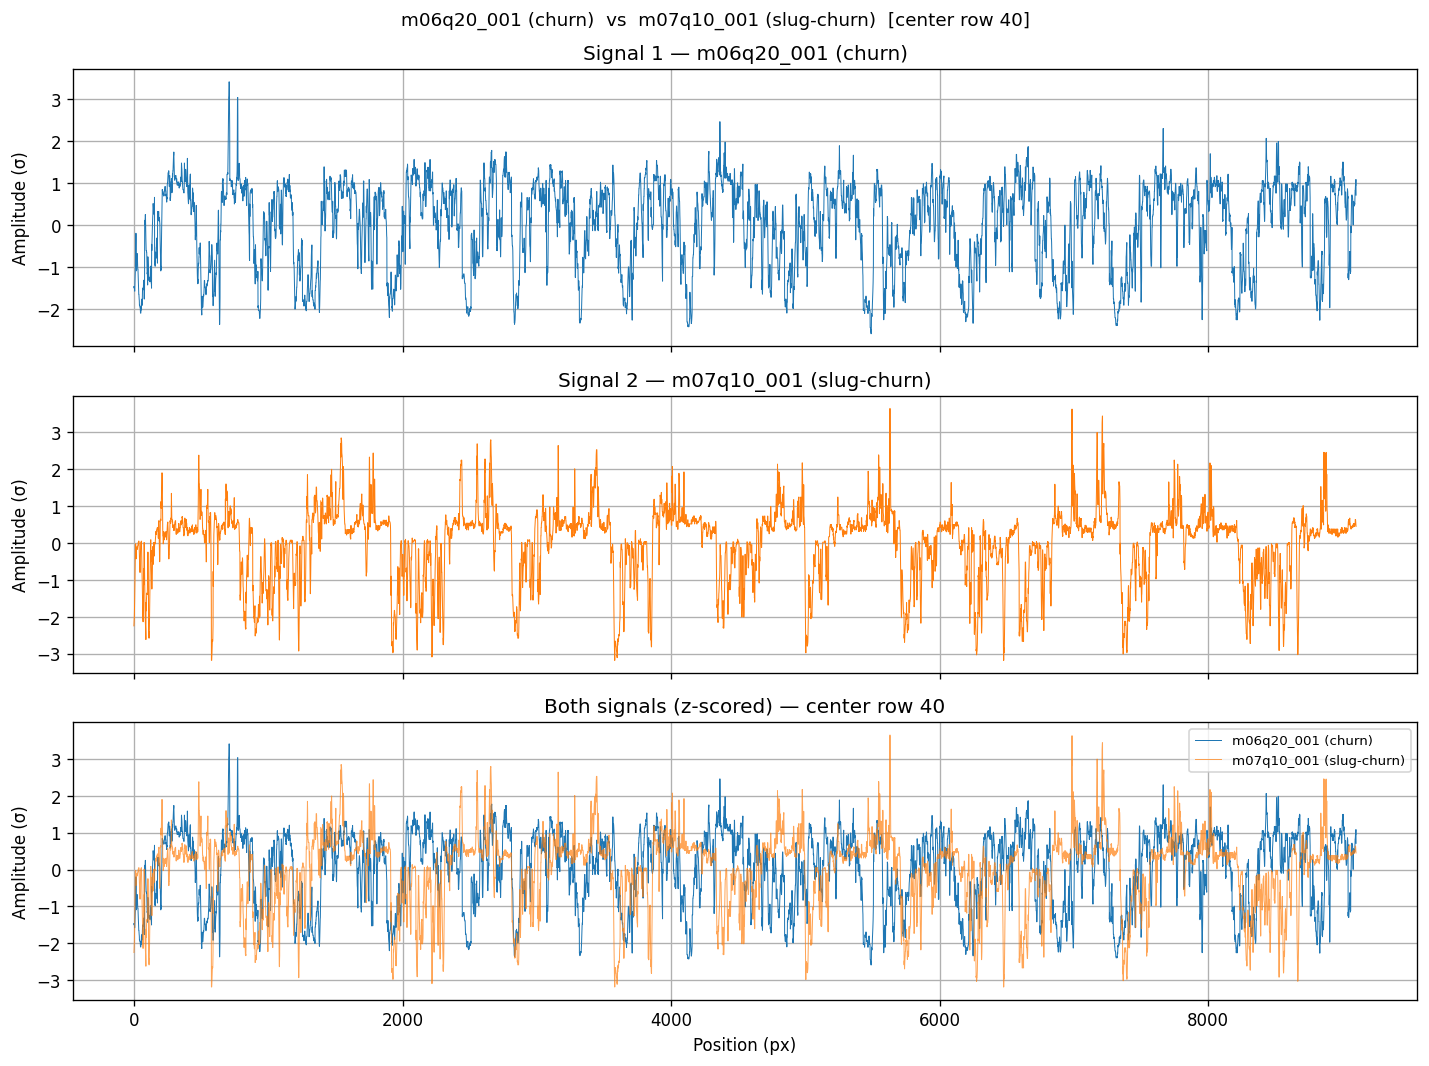 m06q20_001 (churn)  vs  m07q10_001 (slug-churn)  [center row 40]
Signal 1 — m06q20_001 (churn)
Amplitude (σ)
3
2
1
0
−1
−2
Signal 2 — m07q10_001 (slug-churn)
Amplitude (σ)
3
2
1
0
−1
−2
−3
Both signals (z-scored) — center row 40
Amplitude (σ)
3
2
1
0
−1
−2
−3
m06q20_001 (churn)
m07q10_001 (slug-churn)
0 2000 4000 6000 8000
Position (px)